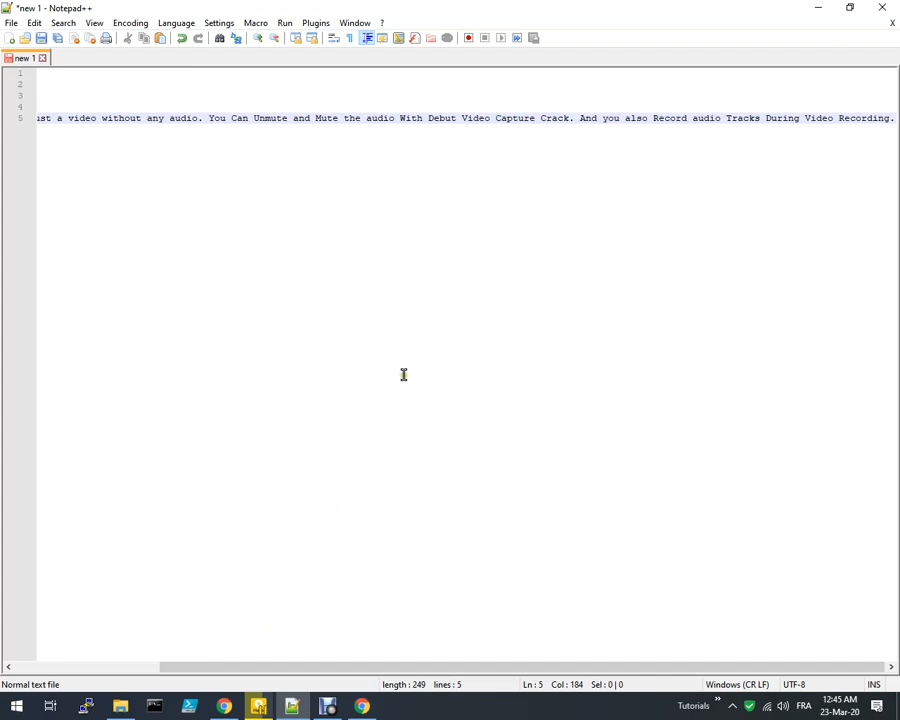 *new 1 - Notepad++
File Edit Search View Encoding Language Settings Macro Run Plugins Window ? X
new 1
1
2
3
4
5 ust a video without any audio. You Can Unmute and Mute the audio With Debut Video Capture Crack. And you also Record audio Tracks During Video Recording.
Normal text file length : 249 lines : 5 Ln : 5 Col : 184 Sel : 0 | 0 Windows (CR LF) UTF-8 INS
Tutorials FRA 12:45 AM
23-Mar-20